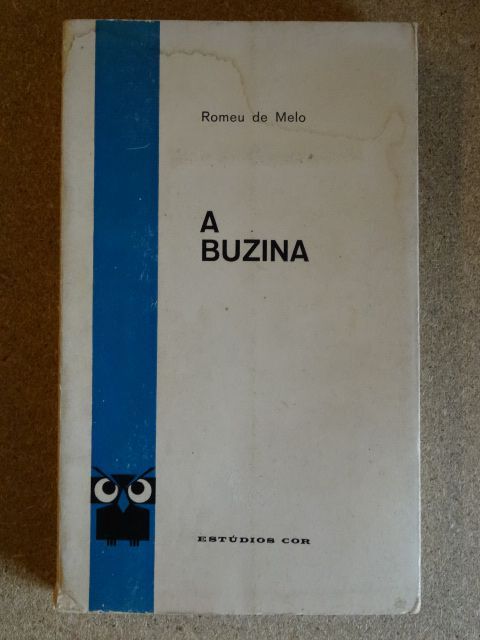 Romeu de Melo
A
BUZINA
ESTÚDIOS COR